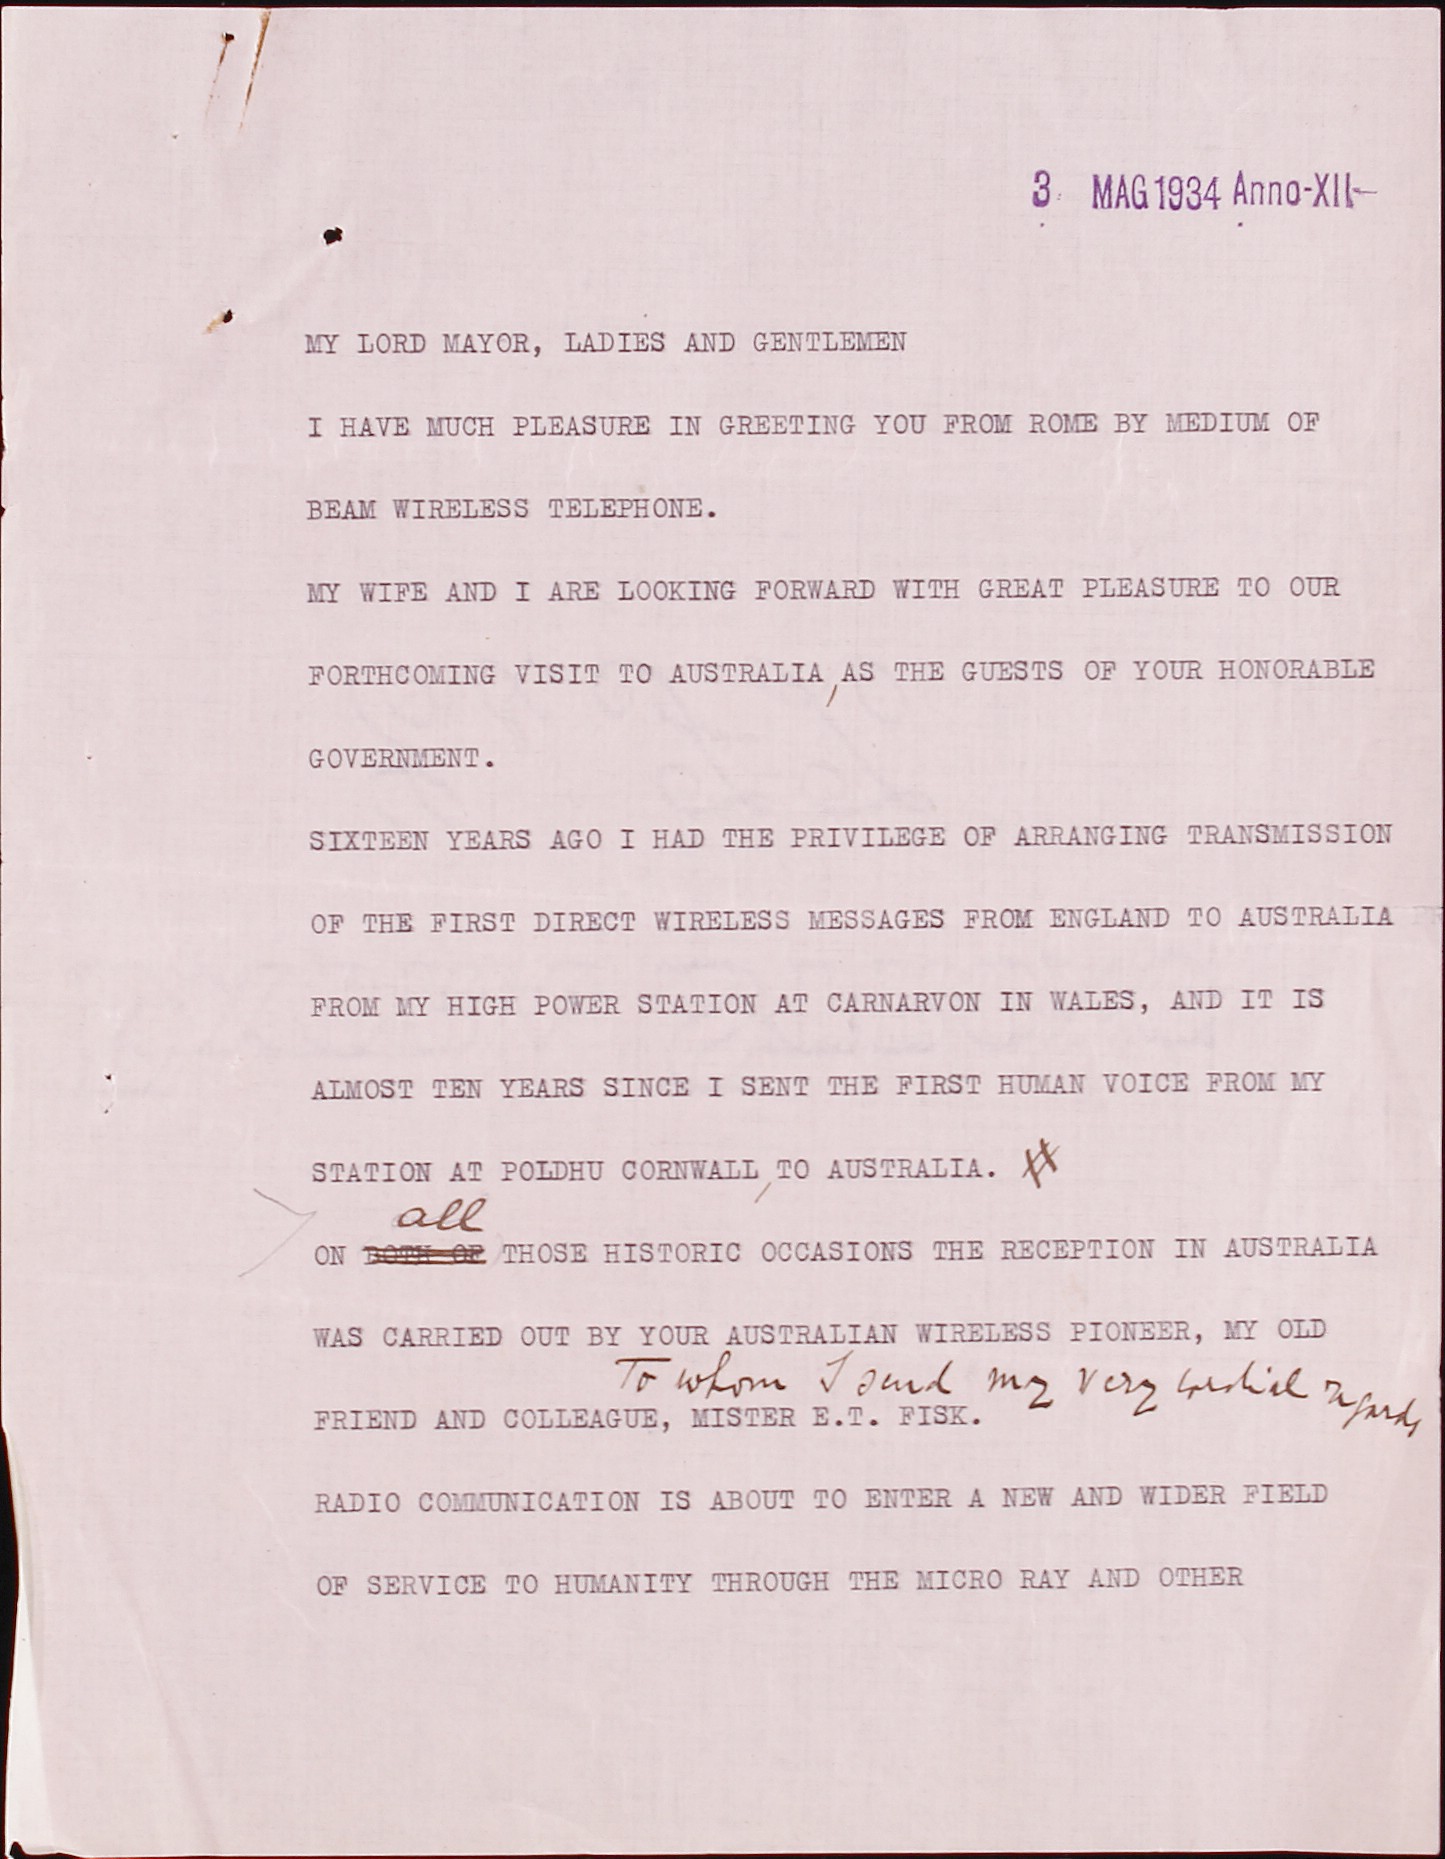 3 MAG 1934 Anno-XII-
MY LORD MAYOR, LADIES AND GENTLEMEN
I HAVE MUCH PLEASURE IN GREETING YOU FROM ROME BY MEDIUM OF
BEAM WIRELESS TELEPHONE.
MY WIFE AND I ARE LOOKING FORWARD WITH GREAT PLEASURE TO OUR
FORTHCOMING VISIT TO AUSTRALIA, AS THE GUESTS OF YOUR HONORABLE
GOVERNMENT.
SIXTEEN YEARS AGO I HAD THE PRIVILEGE OF ARRANGING TRANSMISSION
OF THE FIRST DIRECT WIRELESS MESSAGES FROM ENGLAND TO AUSTRALIA
FROM MY HIGH POWER STATION AT CARNARVON IN WALES, AND IT IS
ALMOST TEN YEARS SINCE I SENT THE FIRST HUMAN VOICE FROM MY
STATION AT POLDHU CORNWALL, TO AUSTRALIA. #
all
ON BOTH OF THOSE HISTORIC OCCASIONS THE RECEPTION IN AUSTRALIA
WAS CARRIED OUT BY YOUR AUSTRALIAN WIRELESS PIONEER, MY OLD
To whom I send my very cordial regards
FRIEND AND COLLEAGUE, MISTER E.T. FISK.
RADIO COMMUNICATION IS ABOUT TO ENTER A NEW AND WIDER FIELD
OF SERVICE TO HUMANITY THROUGH THE MICRO RAY AND OTHER